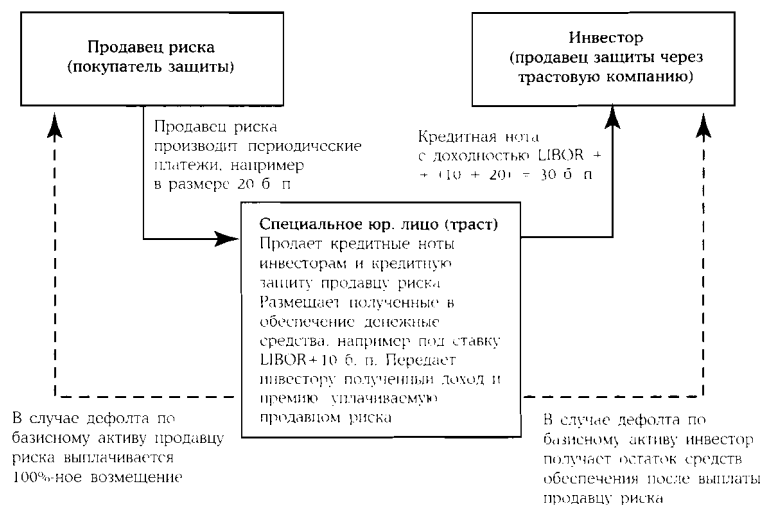 Продавец риска
(покупатель защиты)
Инвестор
(продавец защиты через
трастовую компанию)
Продавец риска
производит периодические
платежи, например
в размере 20 б п
Кредитная нота
с доходностью LIBOR +
+ (10 + 20) = 30 б п
Специальное юр. лицо (траст)
Продает кредитные ноты
инвесторам и кредитную
защиту продавцу риска
Размещает полученные в
обеспечение денежные
средства, например под ставку
LIBOR+10 б. п. Передает
инвестору полученный доход и
премию уплачиваемую
продавцом риска
В случае дефолта по
базисному активу продавцу
риска выплачивается
100%-ное возмещение
В случае дефолта по
базисному активу инвестор
получает остаток средств
обеспечения после выплаты
продавцу риска